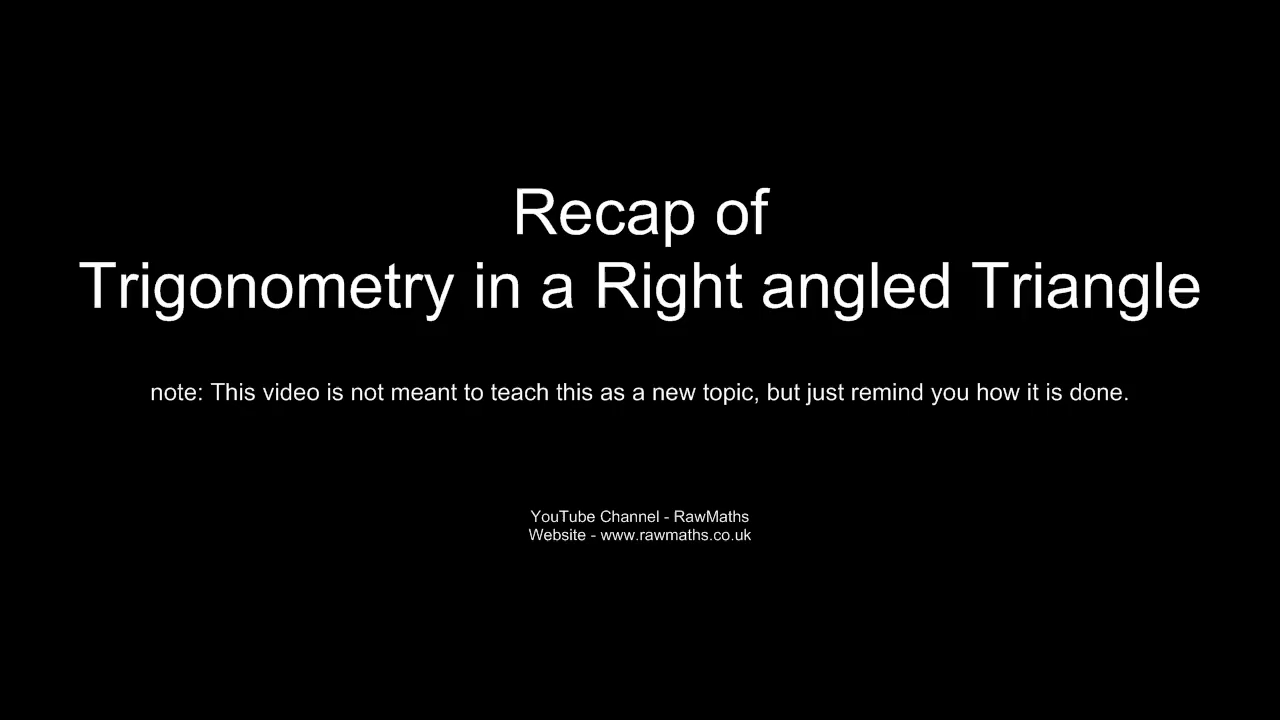 Recap of
Trigonometry in a Right angled Triangle
note: This video is not meant to teach this as a new topic, but just remind you how it is done.
YouTube Channel - RawMaths
Website - www.rawmaths.co.uk